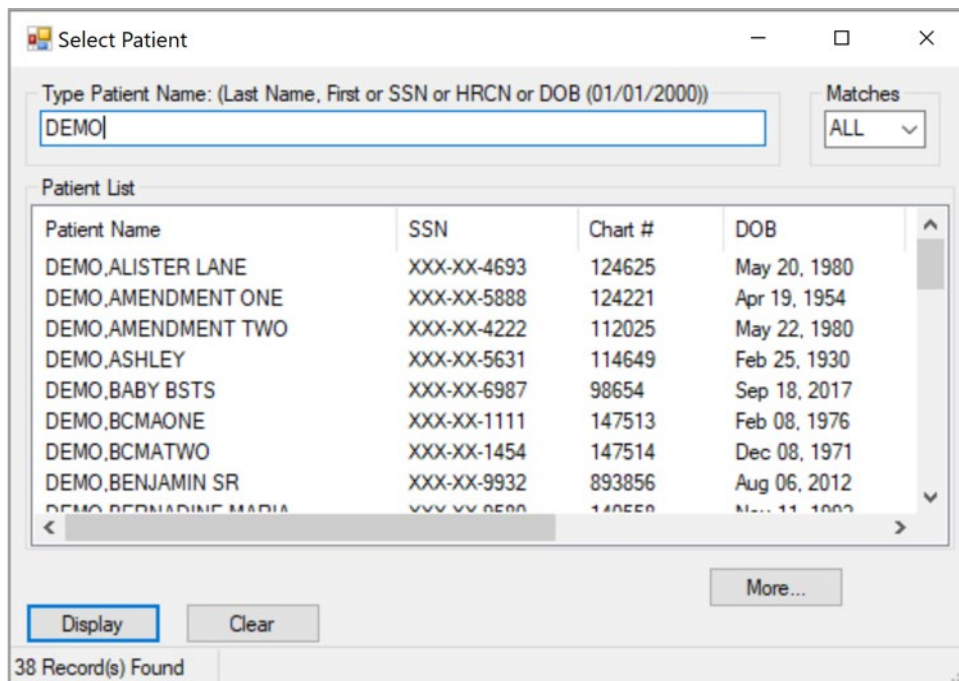 Select Patient
Type Patient Name: (Last Name, First or SSN or HRCN or DOB (01/01/2000)) Matches
DEMO ALL
Patient List
Patient Name SSN Chart # DOB
DEMO,ALISTER LANE XXX-XX-4693 124625 May 20, 1980
DEMO,AMENDMENT ONE XXX-XX-5888 124221 Apr 19, 1954
DEMO,AMENDMENT TWO XXX-XX-4222 112025 May 22, 1980
DEMO,ASHLEY XXX-XX-5631 114649 Feb 25, 1930
DEMO,BABY BSTS XXX-XX-6987 98654 Sep 18, 2017
DEMO,BCMAONE XXX-XX-1111 147513 Feb 08, 1976
DEMO,BCMATWO XXX-XX-1454 147514 Dec 08, 1971
DEMO,BENJAMIN SR XXX-XX-9932 893856 Aug 06, 2012
DEMO,BERNADINE MARIA
More...
Display Clear
38 Record(s) Found